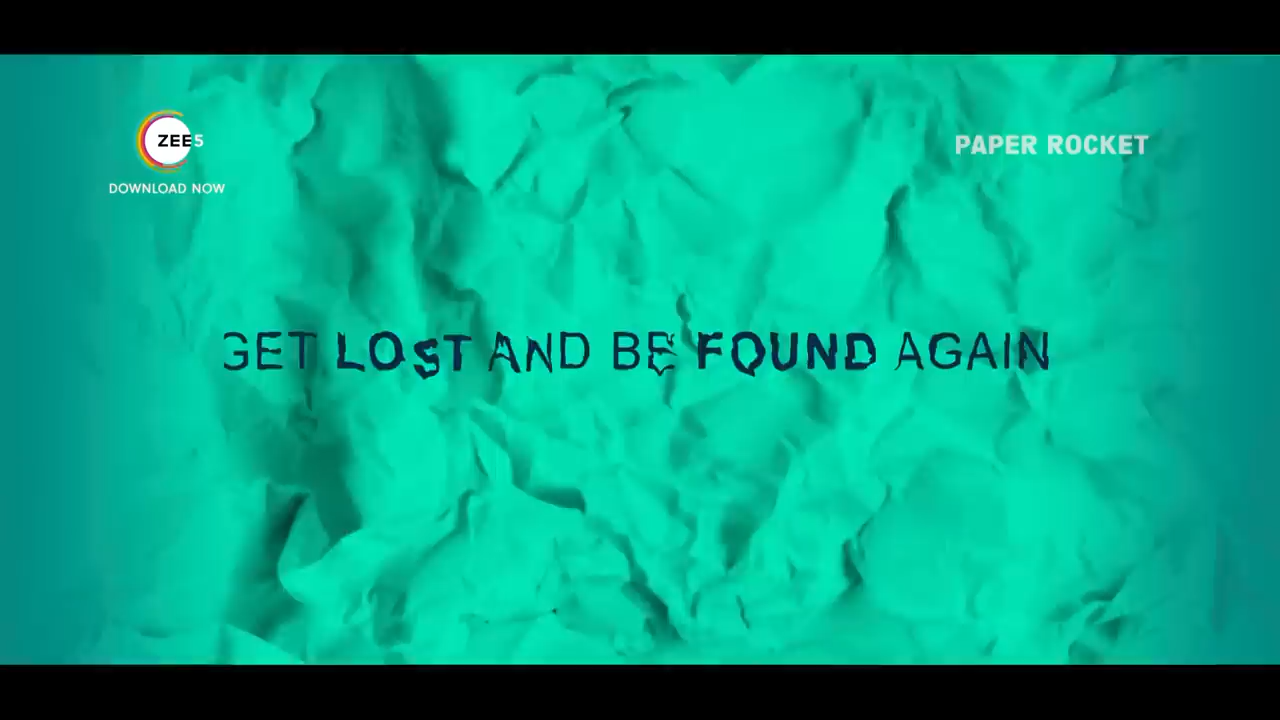 ZEE5
DOWNLOAD NOW
PAPER ROCKET
GET LOST AND BE FOUND AGAIN